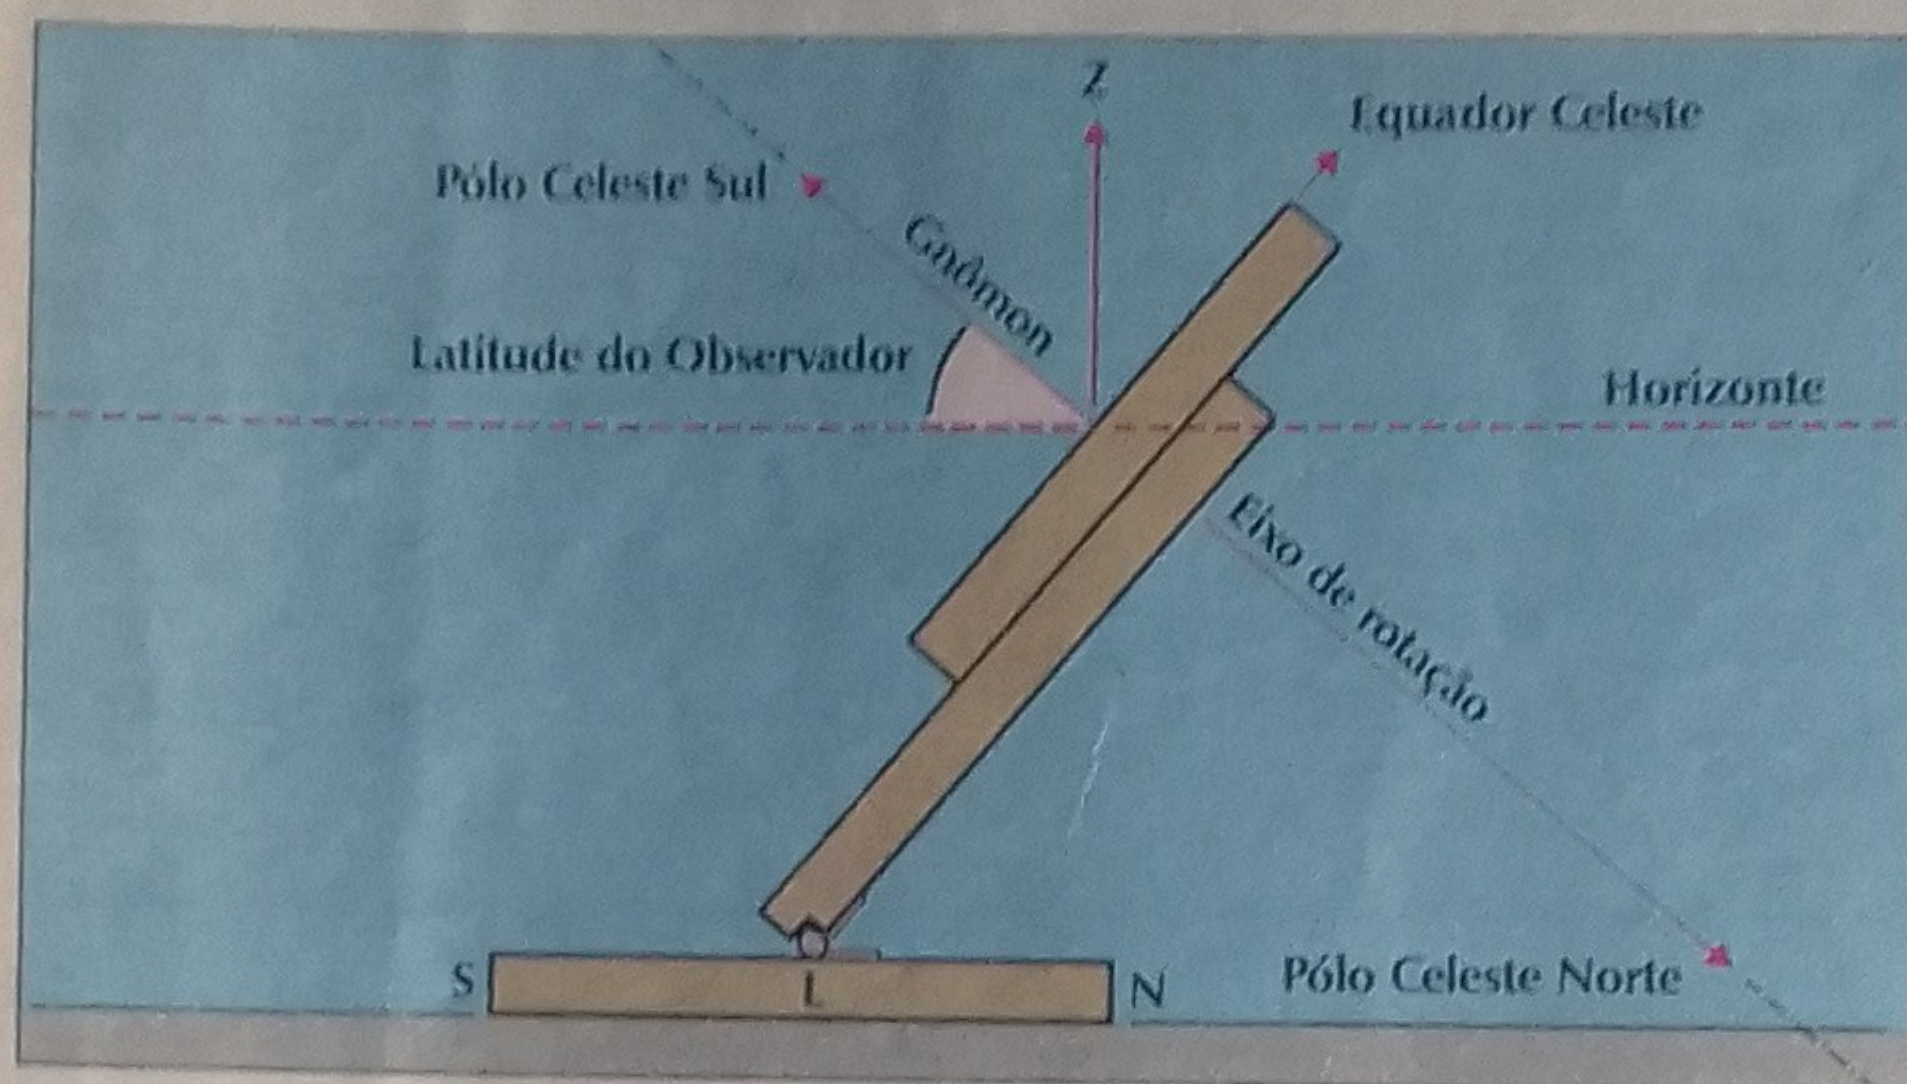 Z
Equador Celeste
Pólo Celeste Sul
Gnômon
Latitude do Observador
Horizonte
Eixo de rotação
S
L
N
Pólo Celeste Norte